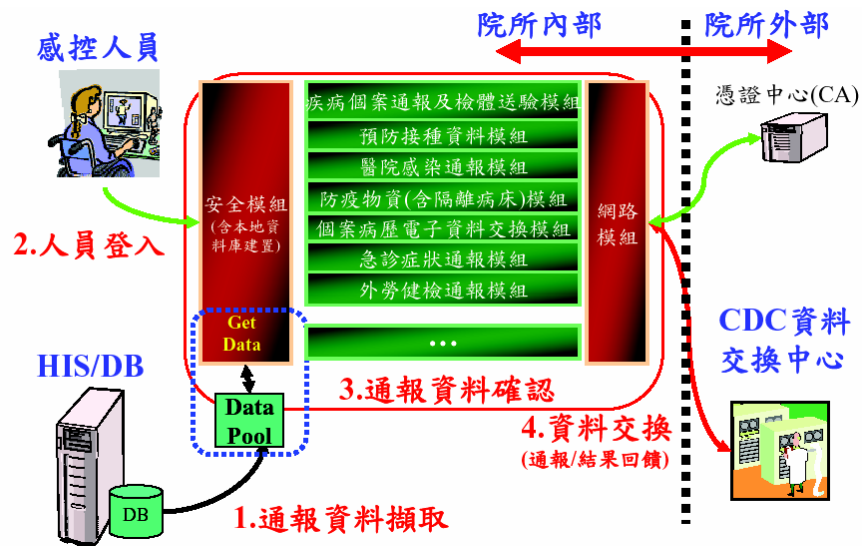 院所內部
院所外部
感控人員
憑證中心(CA)
疾病個案通報及檢體送驗模組
預防接種資料模組
醫院感染通報模組
防疫物資(含隔離病床)模組
個案病歷電子資料交換模組
急診症狀通報模組
外勞健檢通報模組
...
安全模組
(含本地資
料庫建置)
網路
模組
2.人員登入
Get
Data
CDC資料
交換中心
HIS/DB
3.通報資料確認
Data
Pool
4.資料交換
(通報/結果回饋)
DB
1.通報資料擷取